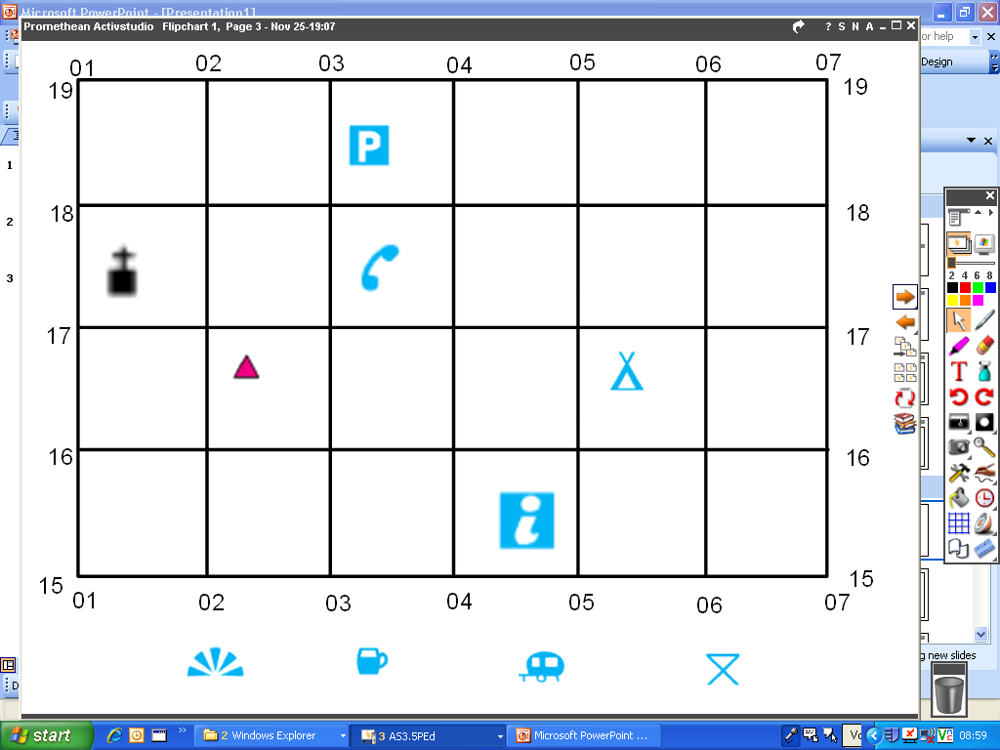 Microsoft PowerPoint - [Presentation1]
Promethean Activstudio Flipchart 1, Page 3 - Nov 25-19:07
? S N A
or help
Design
01 02 03 04 05 06 07
19 19
P
18 18
17 17
16 16
i
15 15
01 02 03 04 05 06 07
1
2
3
2 4 6 8
T
g new slides
D
start
2 Windows Explorer
3 AS3.5PEd
Microsoft PowerPoint ...
08:59